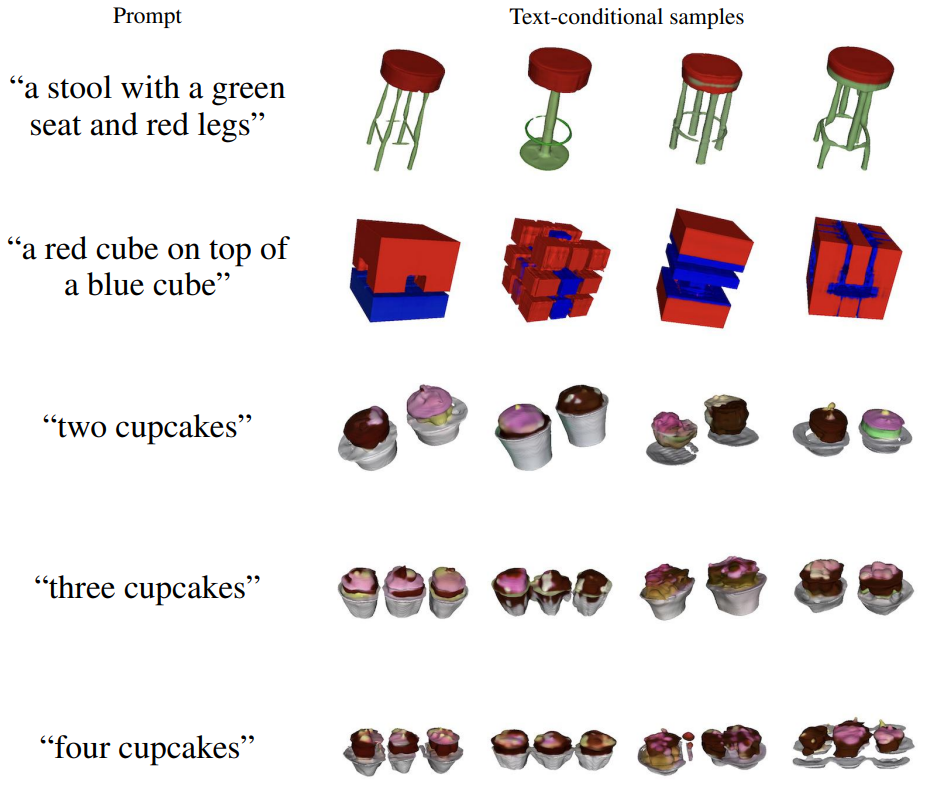 Prompt
Text-conditional samples
“a stool with a green
seat and red legs”
“a red cube on top of
a blue cube”
“two cupcakes”
“three cupcakes”
“four cupcakes”